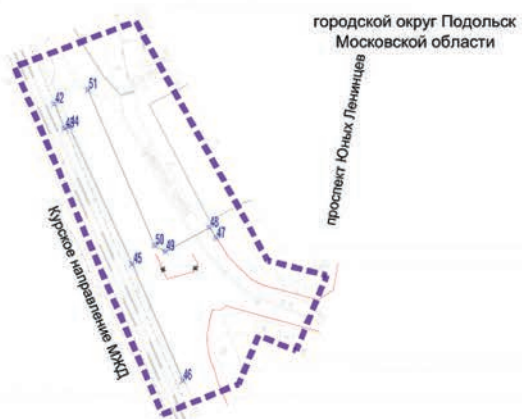 городской округ Подольск
Московской области
проспект Юных Ленинцев
51
42
43
44
48
47
50
49
45
46
Курское направление МЖД